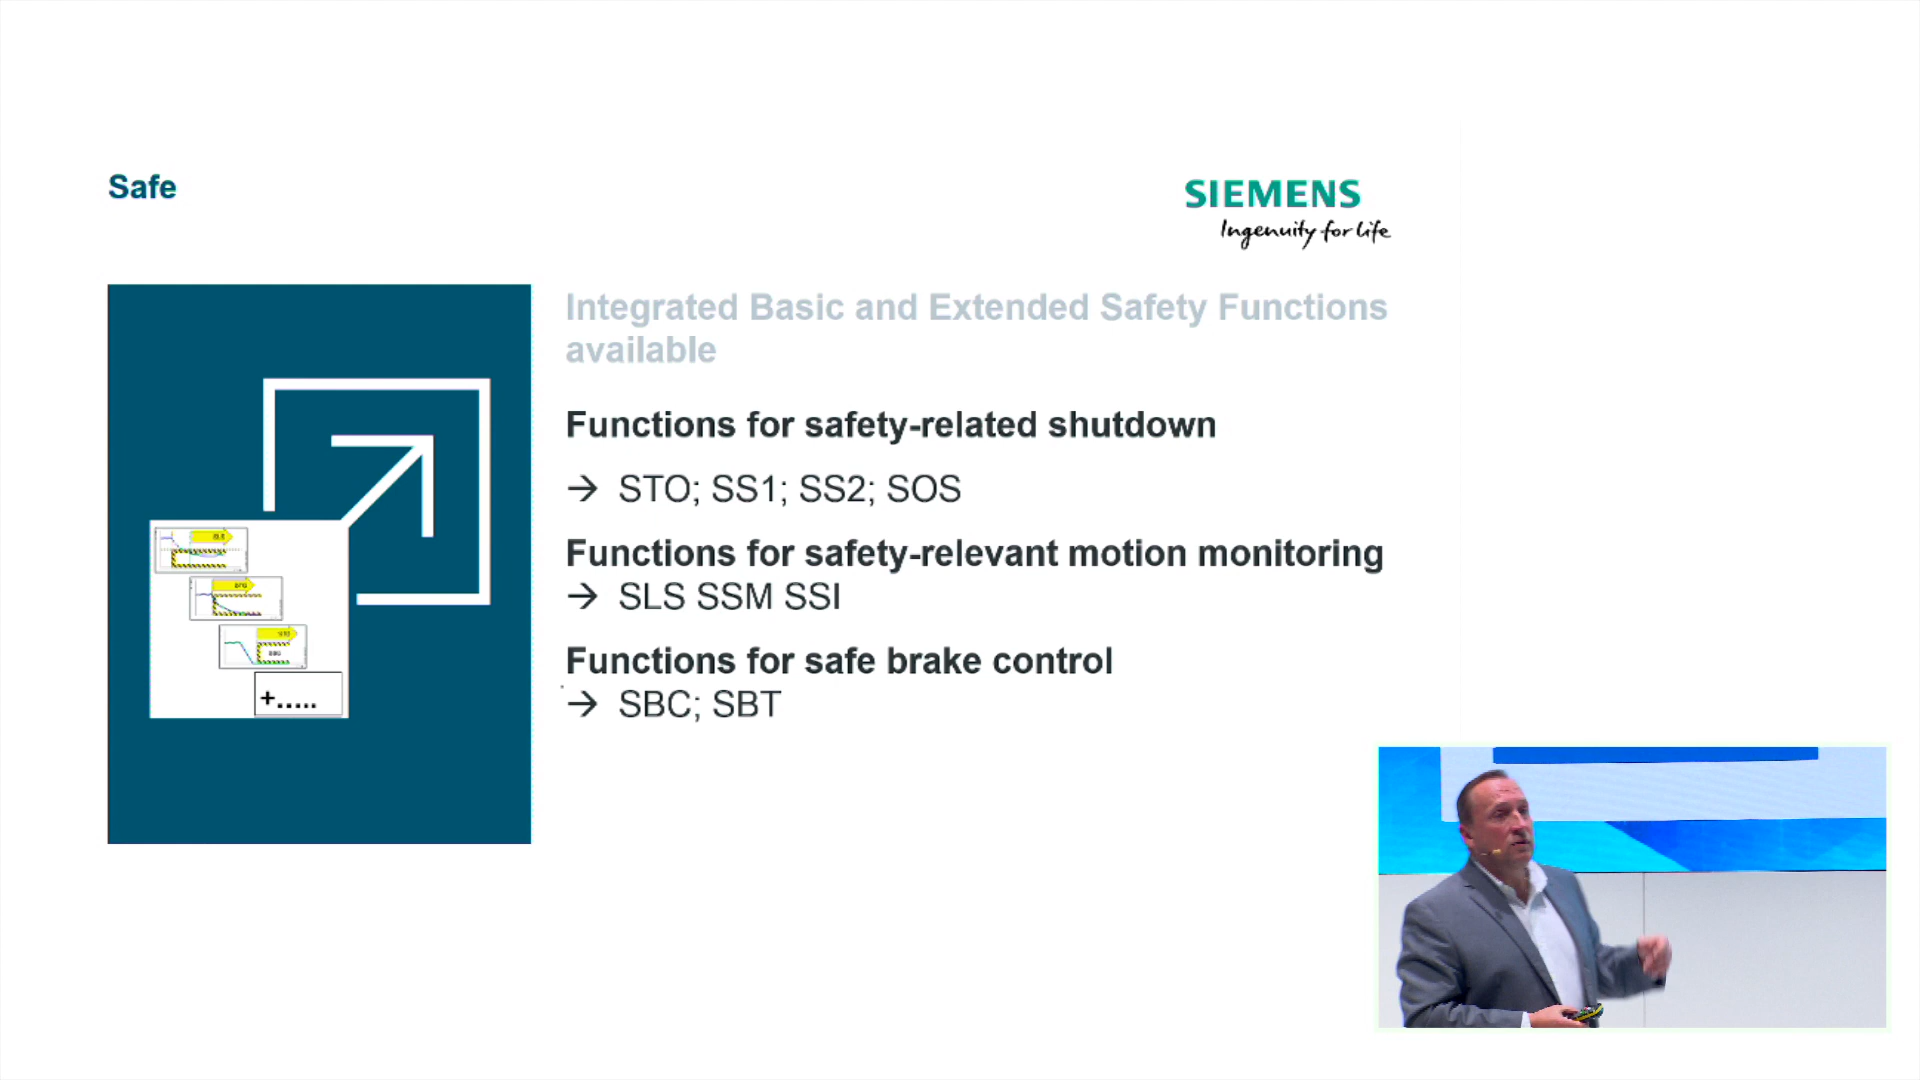 Safe
SIEMENS
Ingenuity for life
Integrated Basic and Extended Safety Functions
available
Functions for safety-related shutdown
→ STO; SS1; SS2; SOS
Functions for safety-relevant motion monitoring
→ SLS SSM SSI
Functions for safe brake control
→ SBC; SBT
SLS
+.....